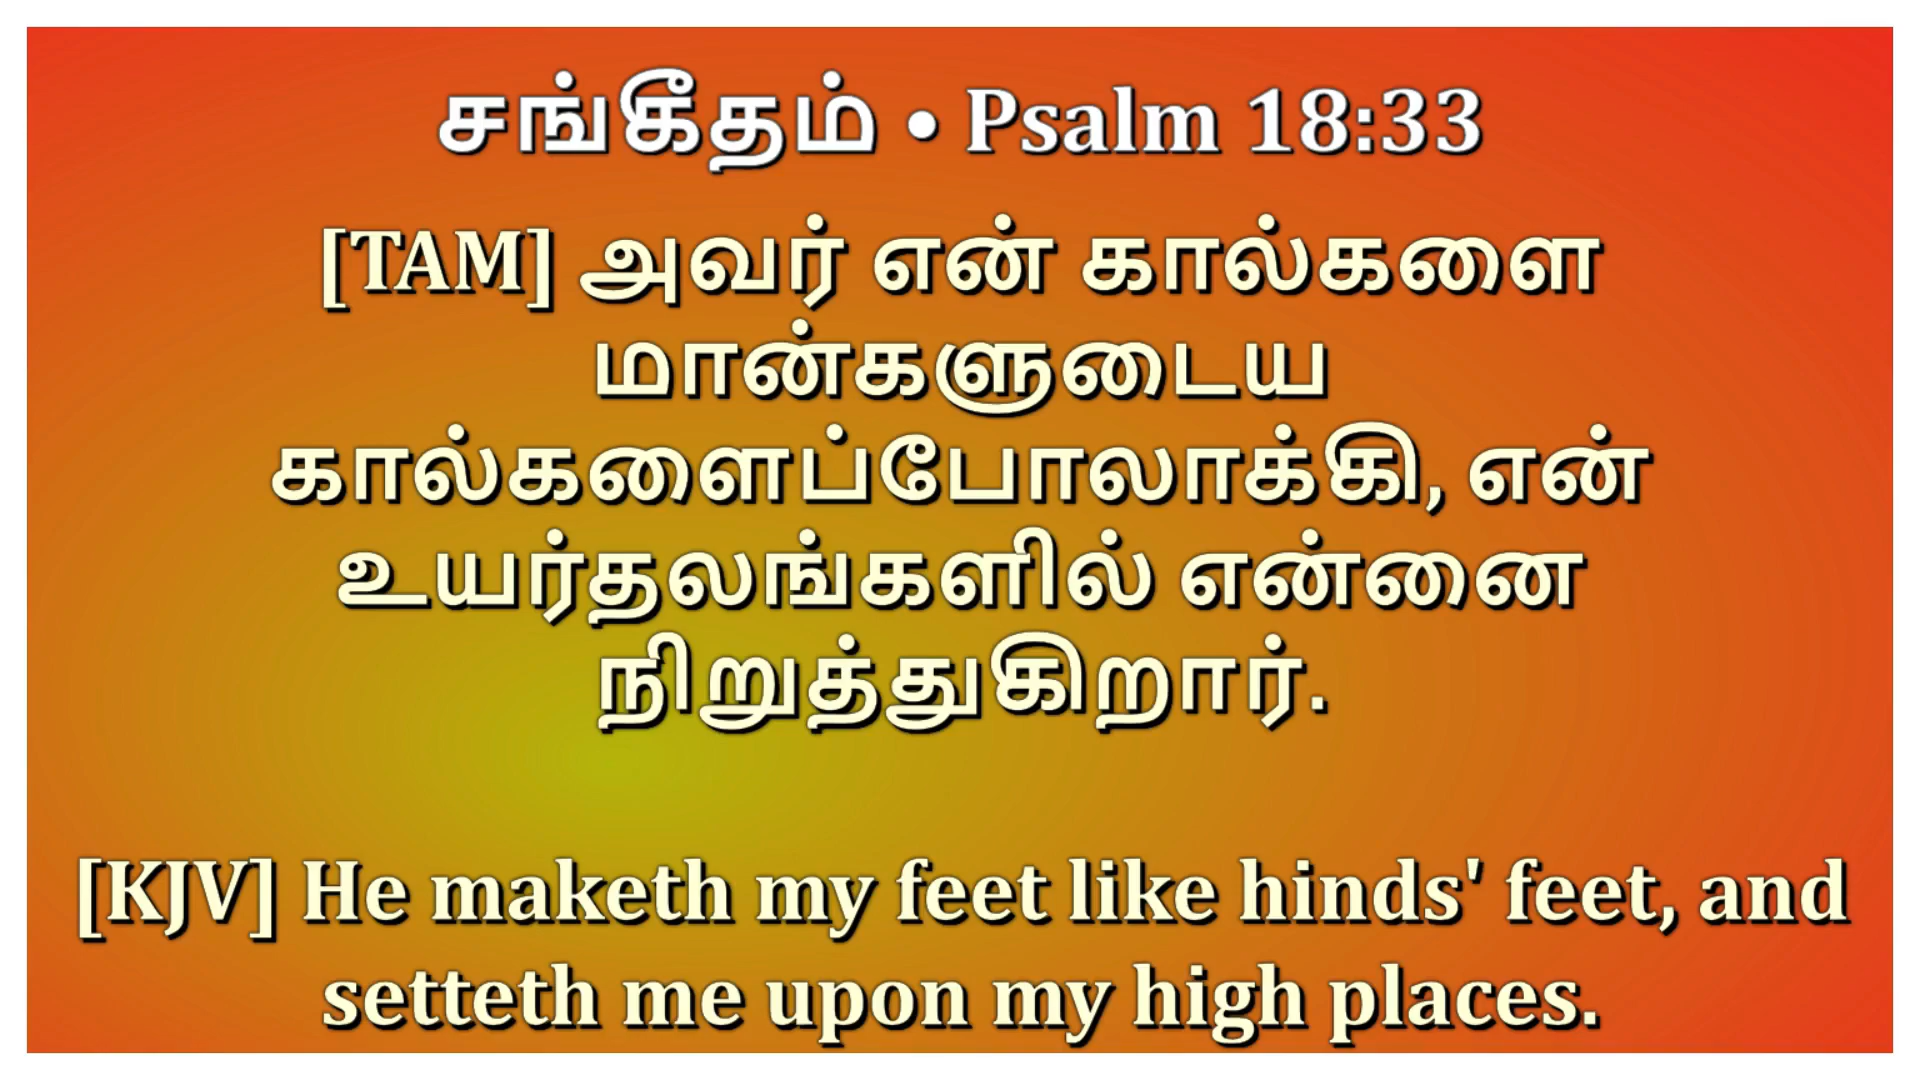 சங்கீதம் • Psalm 18:33
[TAM] அவர் என் கால்களை
மான்களுடைய
கால்களைப்போலாக்கி, என்
உயர்தலங்களில் என்னை
நிறுத்துகிறார்.
[KJV] He maketh my feet like hinds' feet, and
setteth me upon my high places.